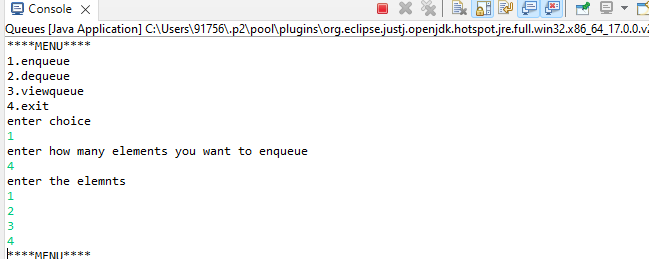 Console
Queues [Java Application] C:\Users\91756\.p2\pool\plugins\org.eclipse.justj.openjdk.hotspot.jre.full.win32.x86_64_17.0.0.v2
****MENU****
1.enqueue
2.dequeue
3.viewqueue
4.exit
enter choice
1
enter how many elements you want to enqueue
4
enter the elemnts
1
2
3
4
****MENU****